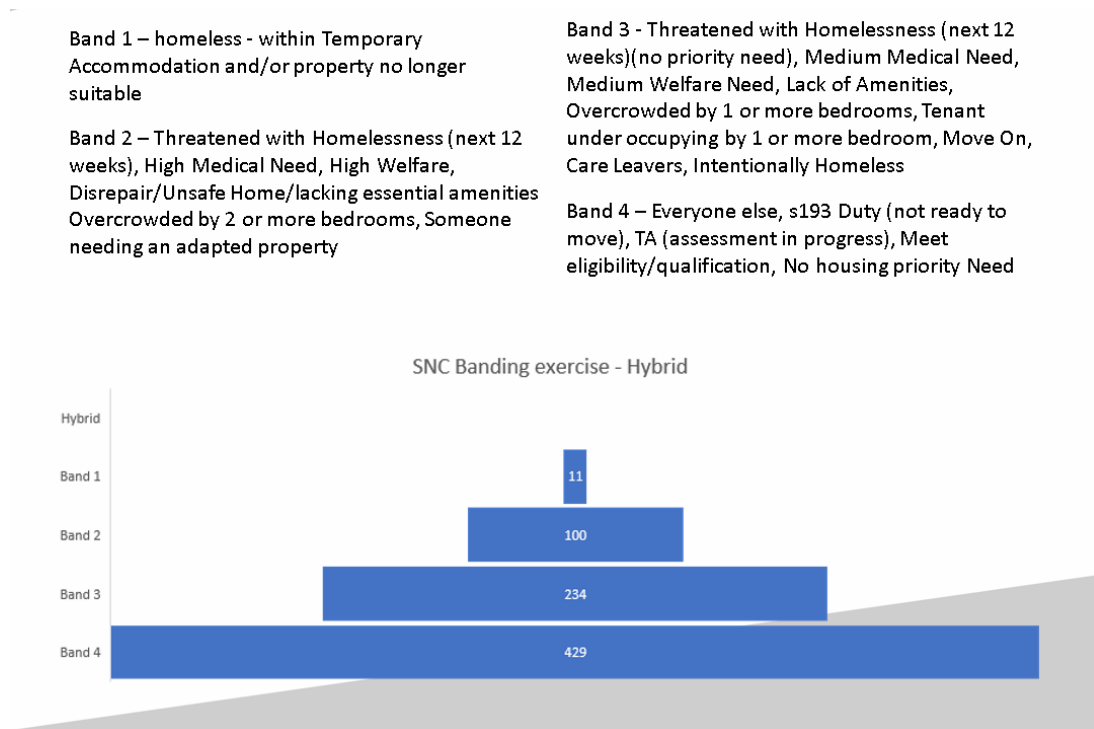 Band 1 – homeless - within Temporary
Accommodation and/or property no longer
suitable
Band 2 – Threatened with Homelessness (next 12
weeks), High Medical Need, High Welfare,
Disrepair/Unsafe Home/lacking essential amenities
Overcrowded by 2 or more bedrooms, Someone
needing an adapted property
Band 3 - Threatened with Homelessness (next 12
weeks)(no priority need), Medium Medical Need,
Medium Welfare Need, Lack of Amenities,
Overcrowded by 1 or more bedrooms, Tenant
under occupying by 1 or more bedroom, Move On,
Care Leavers, Intentionally Homeless
Band 4 – Everyone else, s193 Duty (not ready to
move), TA (assessment in progress), Meet
eligibility/qualification, No housing priority Need
SNC Banding exercise - Hybrid
Hybrid
Band 1
11
Band 2
100
Band 3
234
Band 4
429